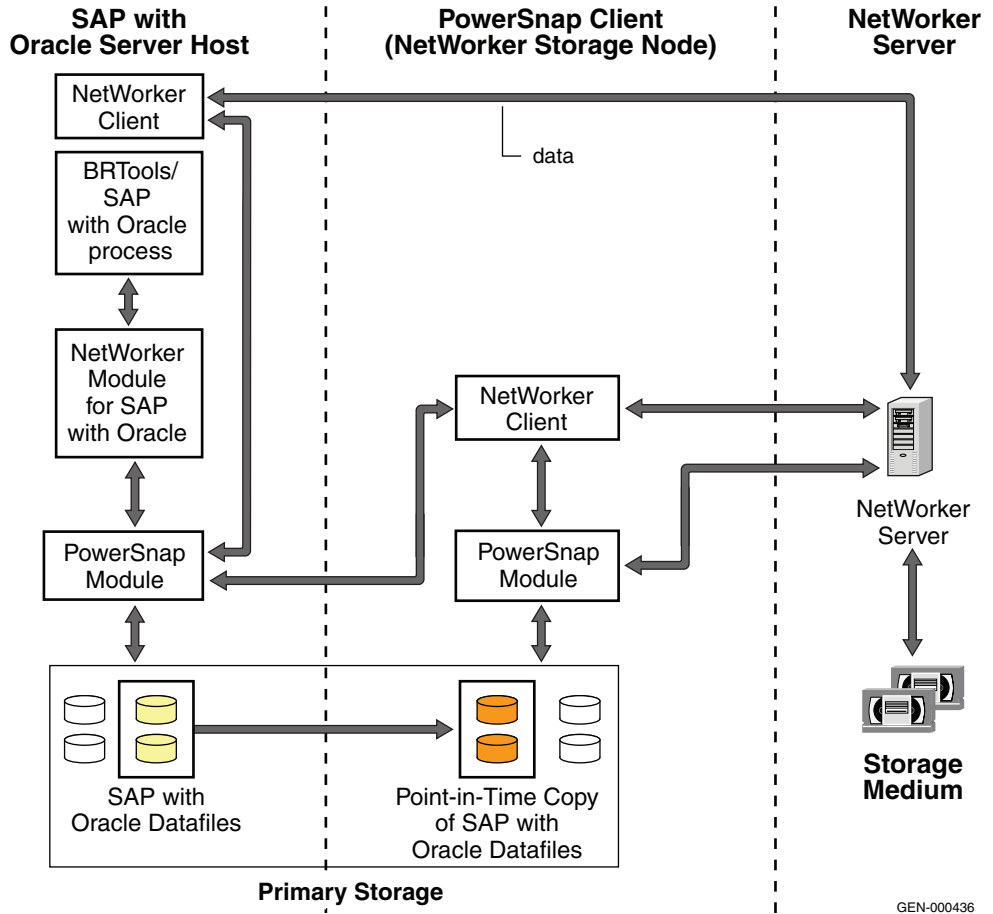 SAP with
Oracle Server Host
PowerSnap Client
(NetWorker Storage Node)
NetWorker
Server
NetWorker
Client
data
BRTools/
SAP
with Oracle
process
NetWorker
Module
for SAP
with Oracle
NetWorker
Client
NetWorker
Server
PowerSnap
Module
PowerSnap
Module
SAP with
Oracle Datafiles
Point-in-Time Copy
of SAP with
Oracle Datafiles
Storage
Medium
Primary Storage
GEN-000436